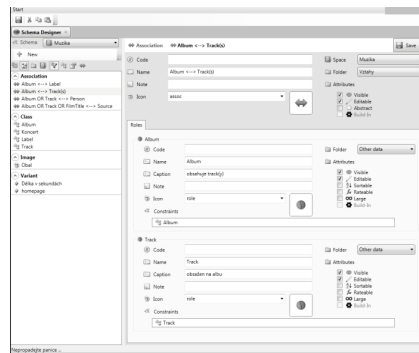 Start
Schema Designer
Schema Muzika
New
Association
Album <--> Label
Album <--> Track(s)
Album OR Track <--> Person
Album OR Track OR FilmTitle <--> Source
Class
Album
Koncert
Label
Track
Image
Obal
Variant
Délka v sekundách
homepage
Association Album <--> Track(s) Save
Code Space Muzika
Name Album <--> Track(s) Folder Vztahy
Note Attributes
Icon assoc Visible
Editable
Abstract
Build-In
Roles
Album
Code Folder Other data
Name Album Attributes
Caption obsahuje track(y) Visible
Note Editable
Sortable
Icon role Rateable
Large
Constraints Build-In
Album
Track
Code Folder Other data
Name Track Attributes
Caption obsažen na albu Visible
Note Editable
Sortable
Icon role Rateable
Large
Constraints Build-In
Track
Nepropadejte panice ...